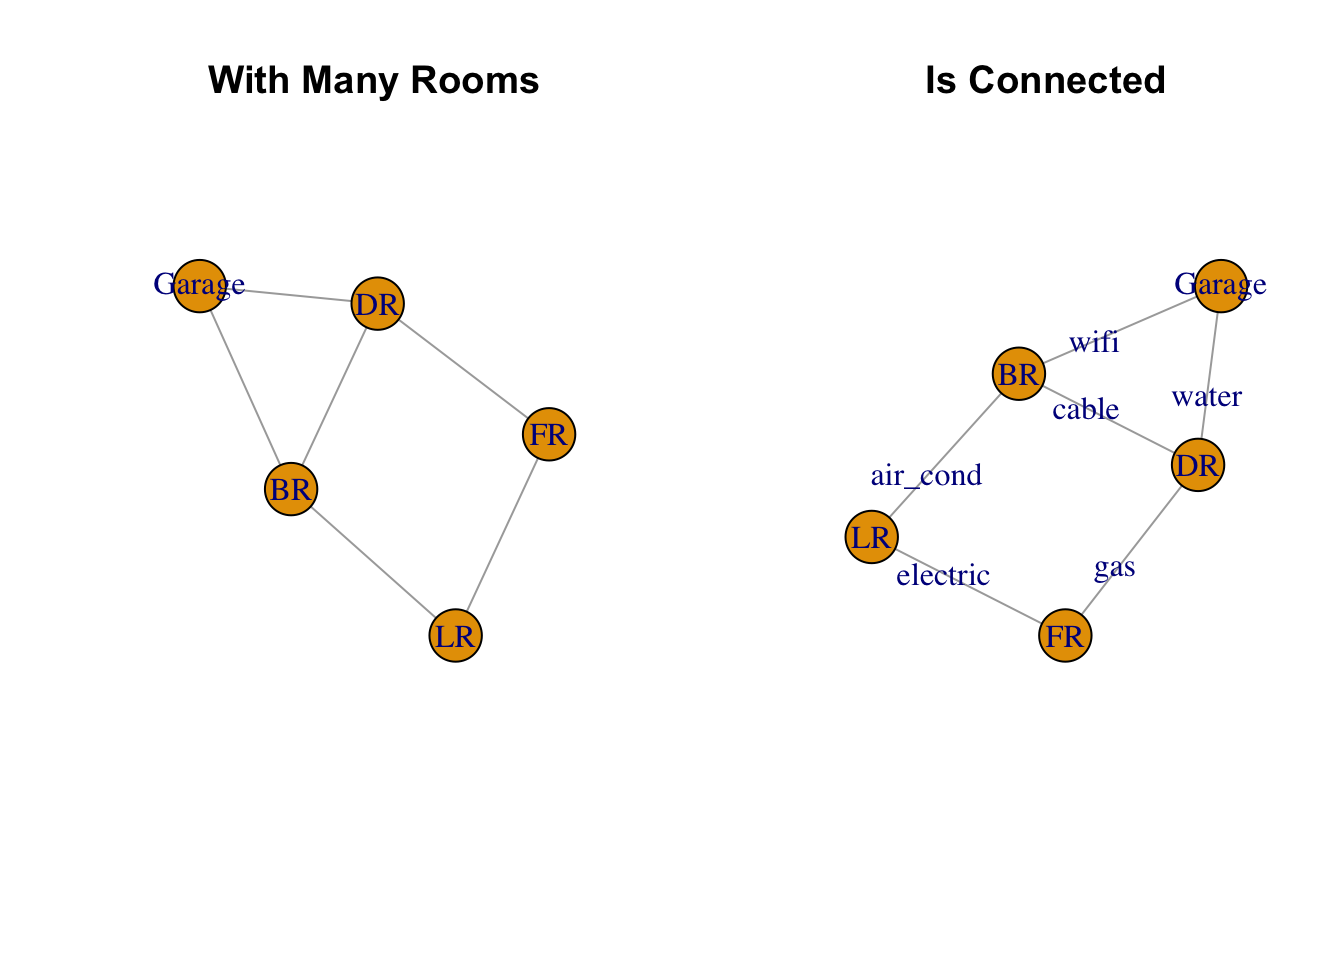 With Many Rooms
Garage
DR
FR
BR
LR
Is Connected
Garage
wifi
BR
water
cable
DR
air_cond
LR
gas
electric
FR